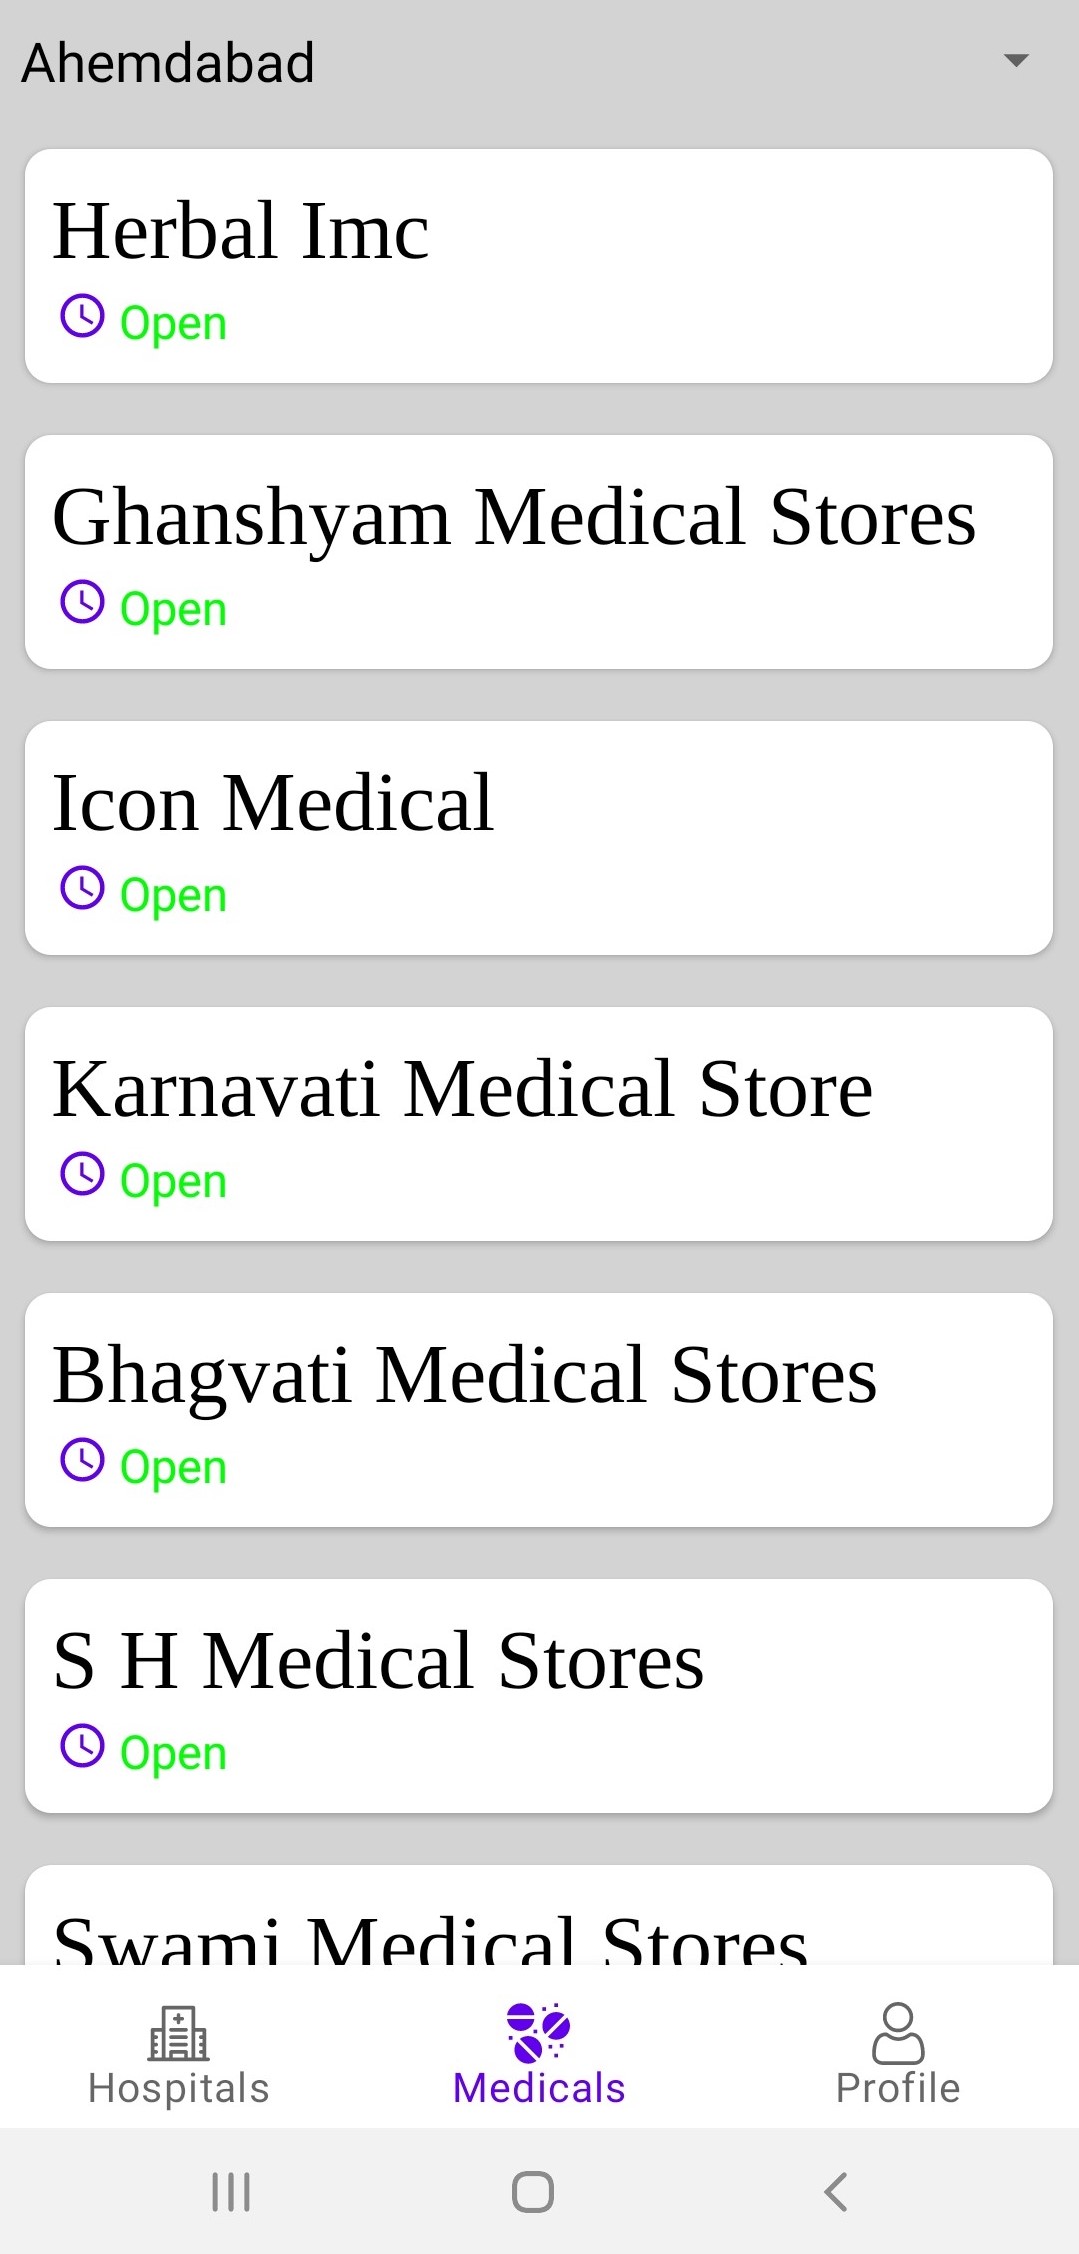 Ahemdabad
Herbal Imc
Open
Ghanshyam Medical Stores
Open
Icon Medical
Open
Karnavati Medical Store
Open
Bhagvati Medical Stores
Open
S H Medical Stores
Open
Swami Medical Stores
Hospitals
Medicals
Profile